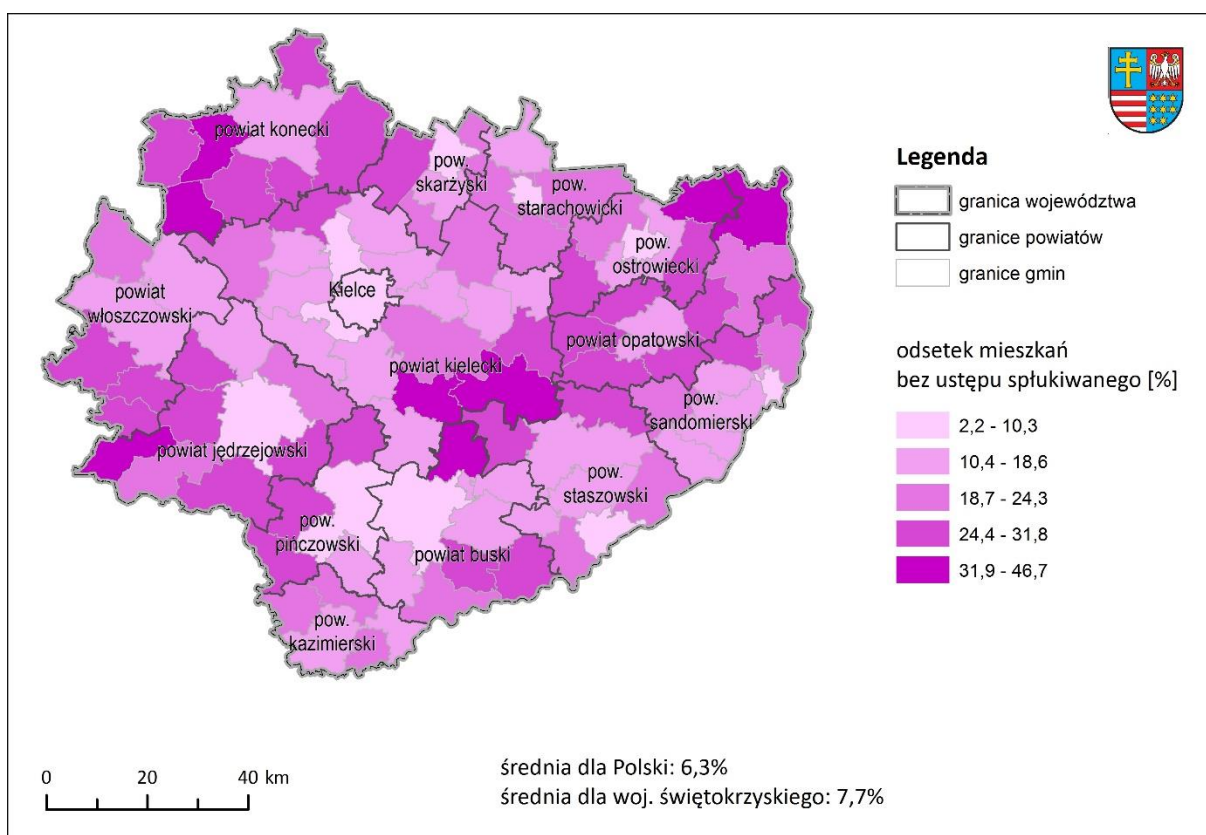 powiat konecki
pow.
skarżyski
pow.
starachowicki
pow.
ostrowiecki
powiat
włoszczowski
Kielce
powiat opatowski
powiat kielecki
pow.
sandomierski
powiat jędrzejowski
pow.
staszowski
pow.
pińczowski
powiat buski
pow.
kazimierski
Legenda
granica województwa
granice powiatów
granice gmin
odsetek mieszkań
bez ustępu spłukiwanego [%]
2,2 - 10,3
10,4 - 18,6
18,7 - 24,3
24,4 - 31,8
31,9 - 46,7
0 20 40 km
średnia dla Polski: 6,3%
średnia dla woj. świętokrzyskiego: 7,7%